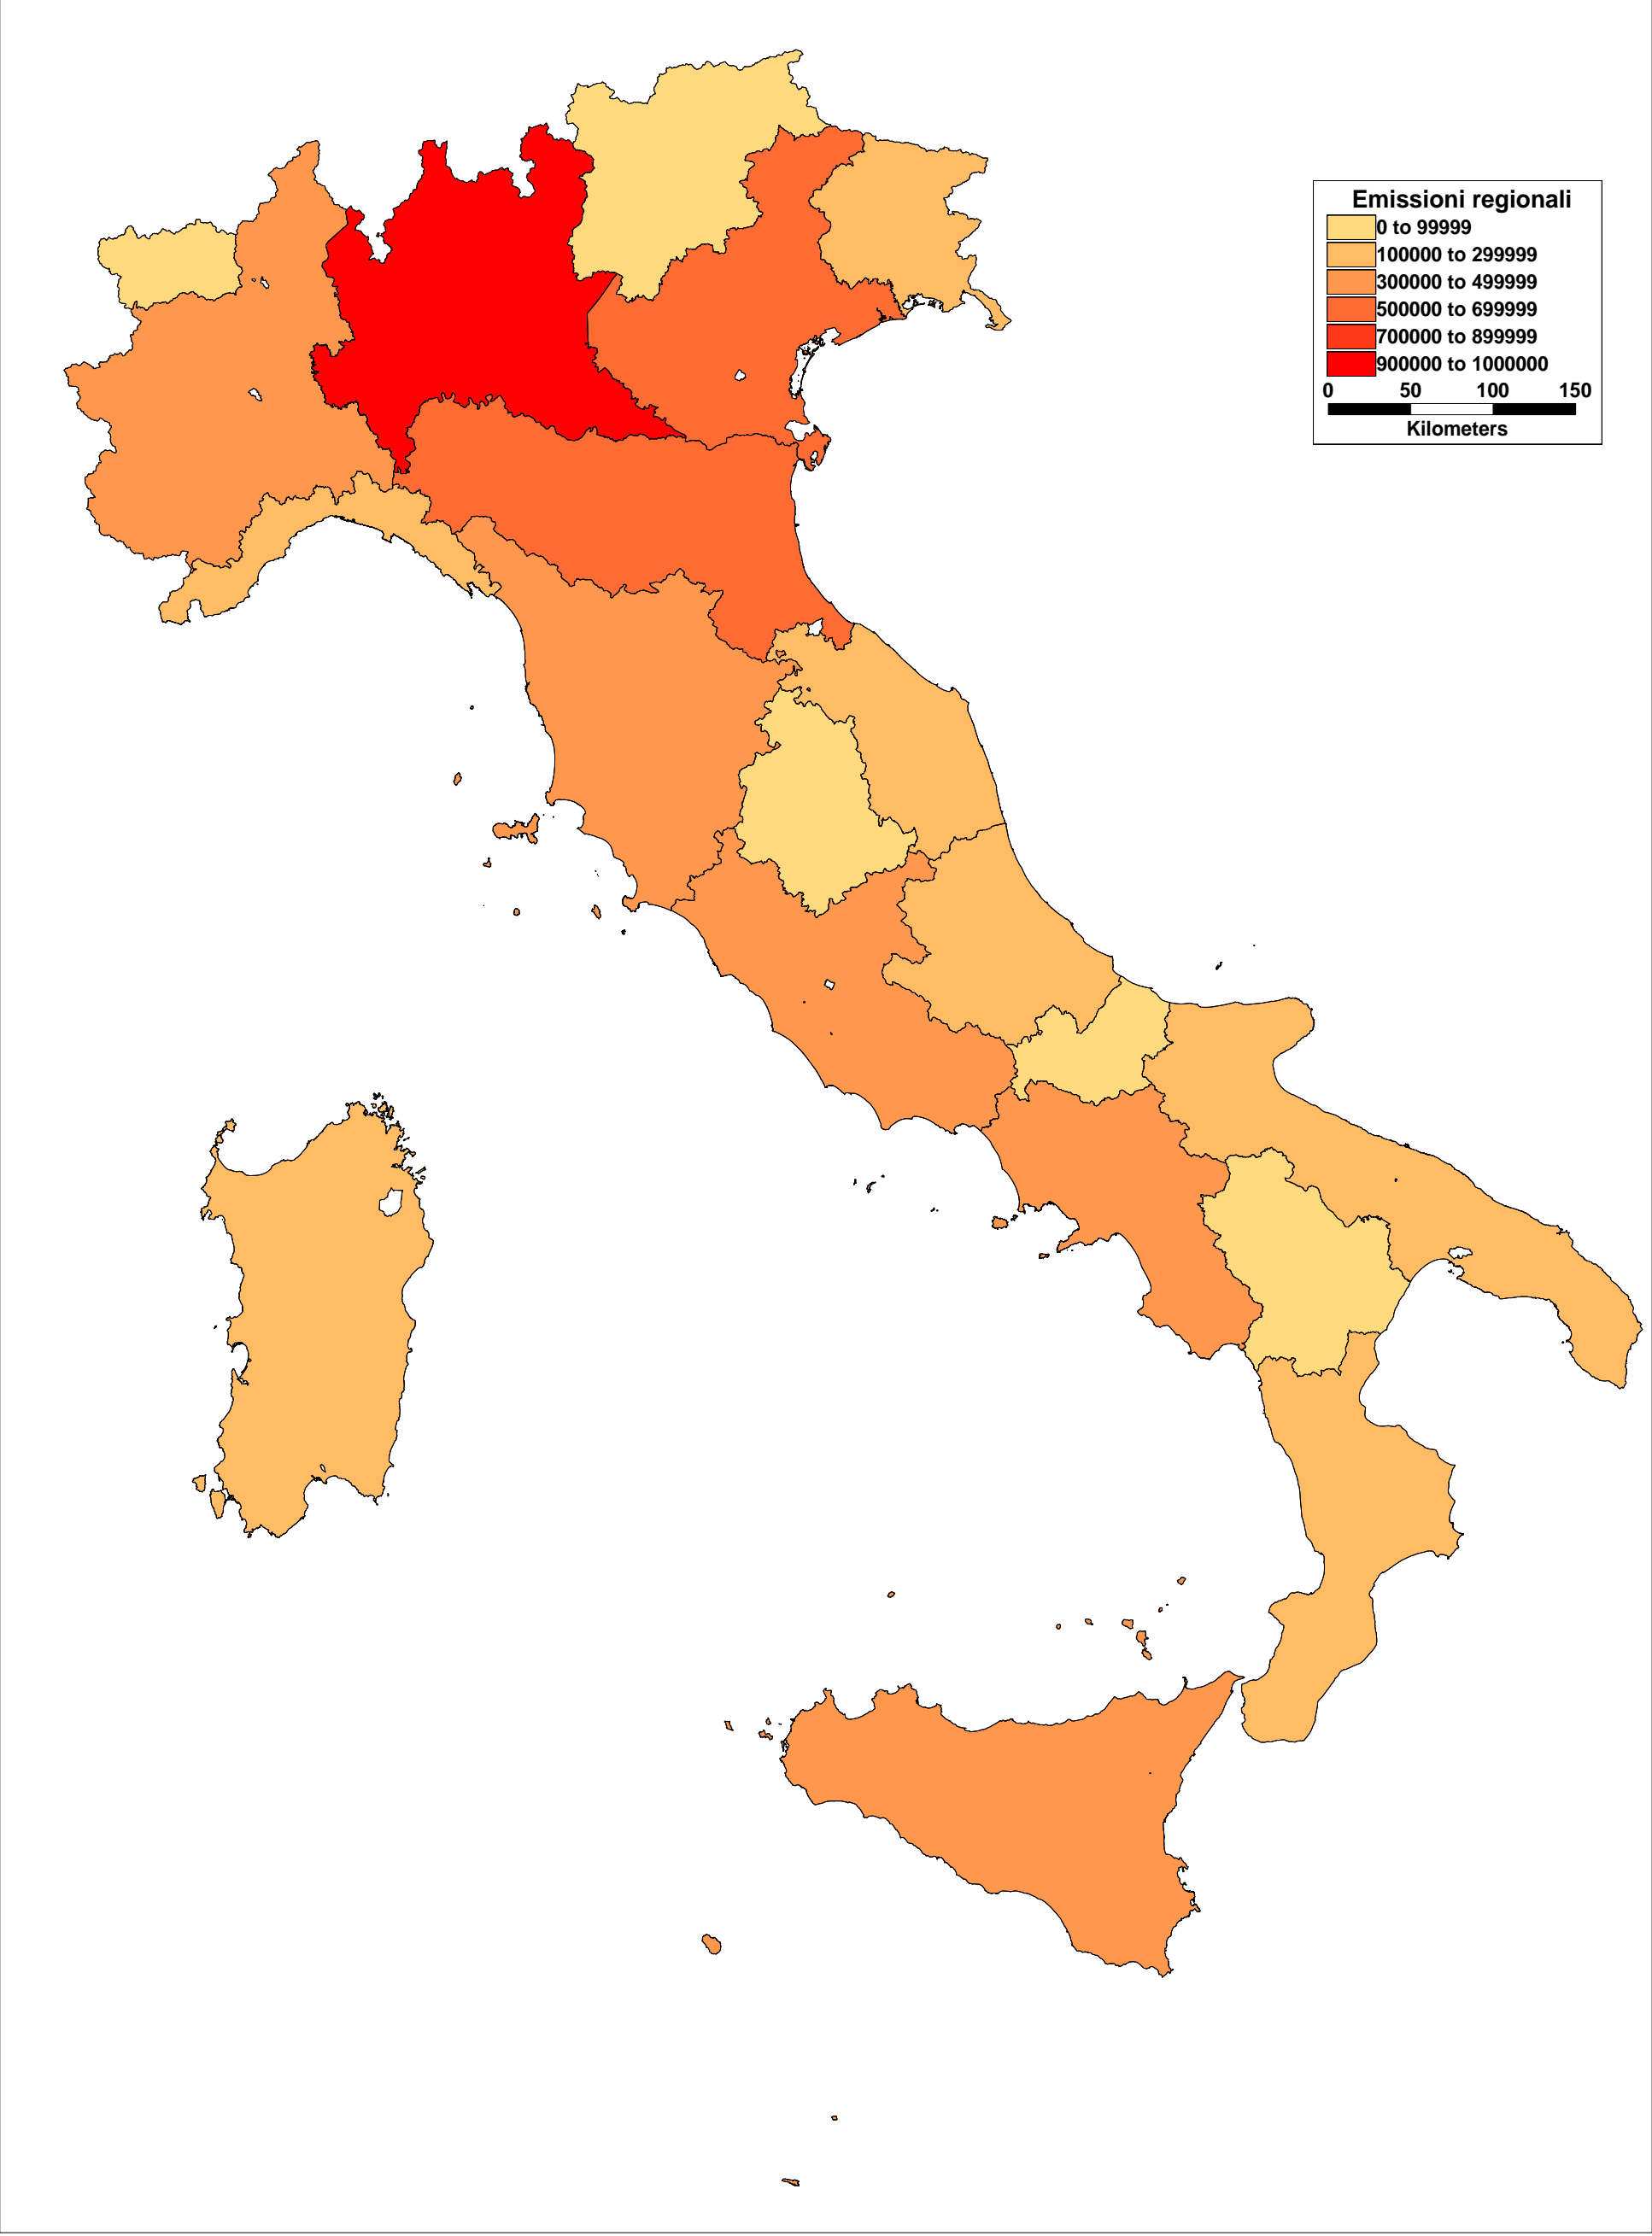 Emissioni regionali
0 to 99999
100000 to 299999
300000 to 499999
500000 to 699999
700000 to 899999
900000 to 1000000
0 50 100 150
Kilometers